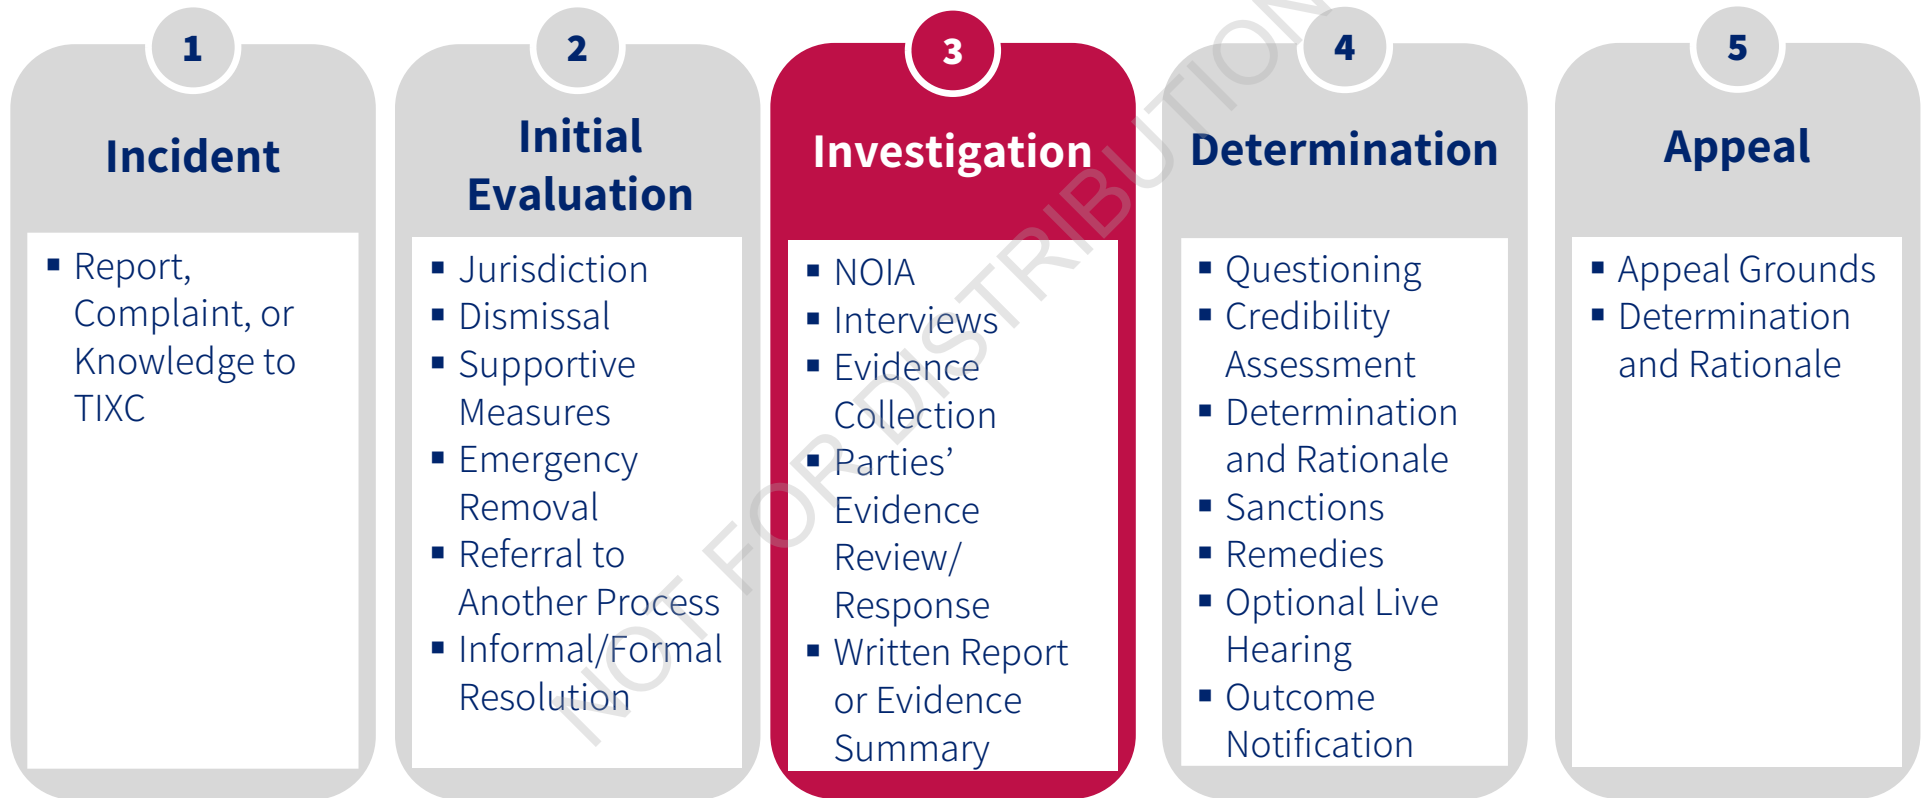 1
Incident
▪ Report,
Complaint, or
Knowledge to
TIXC
2
Initial
Evaluation
▪ Jurisdiction
▪ Dismissal
▪ Supportive
Measures
▪ Emergency
Removal
▪ Referral to
Another Process
▪ Informal/Formal
Resolution
3
Investigation
▪ NOIA
▪ Interviews
▪ Evidence
Collection
▪ Parties’
Evidence
Review/
Response
▪ Written Report
or Evidence
Summary
4
Determination
▪ Questioning
▪ Credibility
Assessment
▪ Determination
and Rationale
▪ Sanctions
▪ Remedies
▪ Optional Live
Hearing
▪ Outcome
Notification
5
Appeal
▪ Appeal Grounds
▪ Determination
and Rationale
NOT FOR DISTRIBUTION